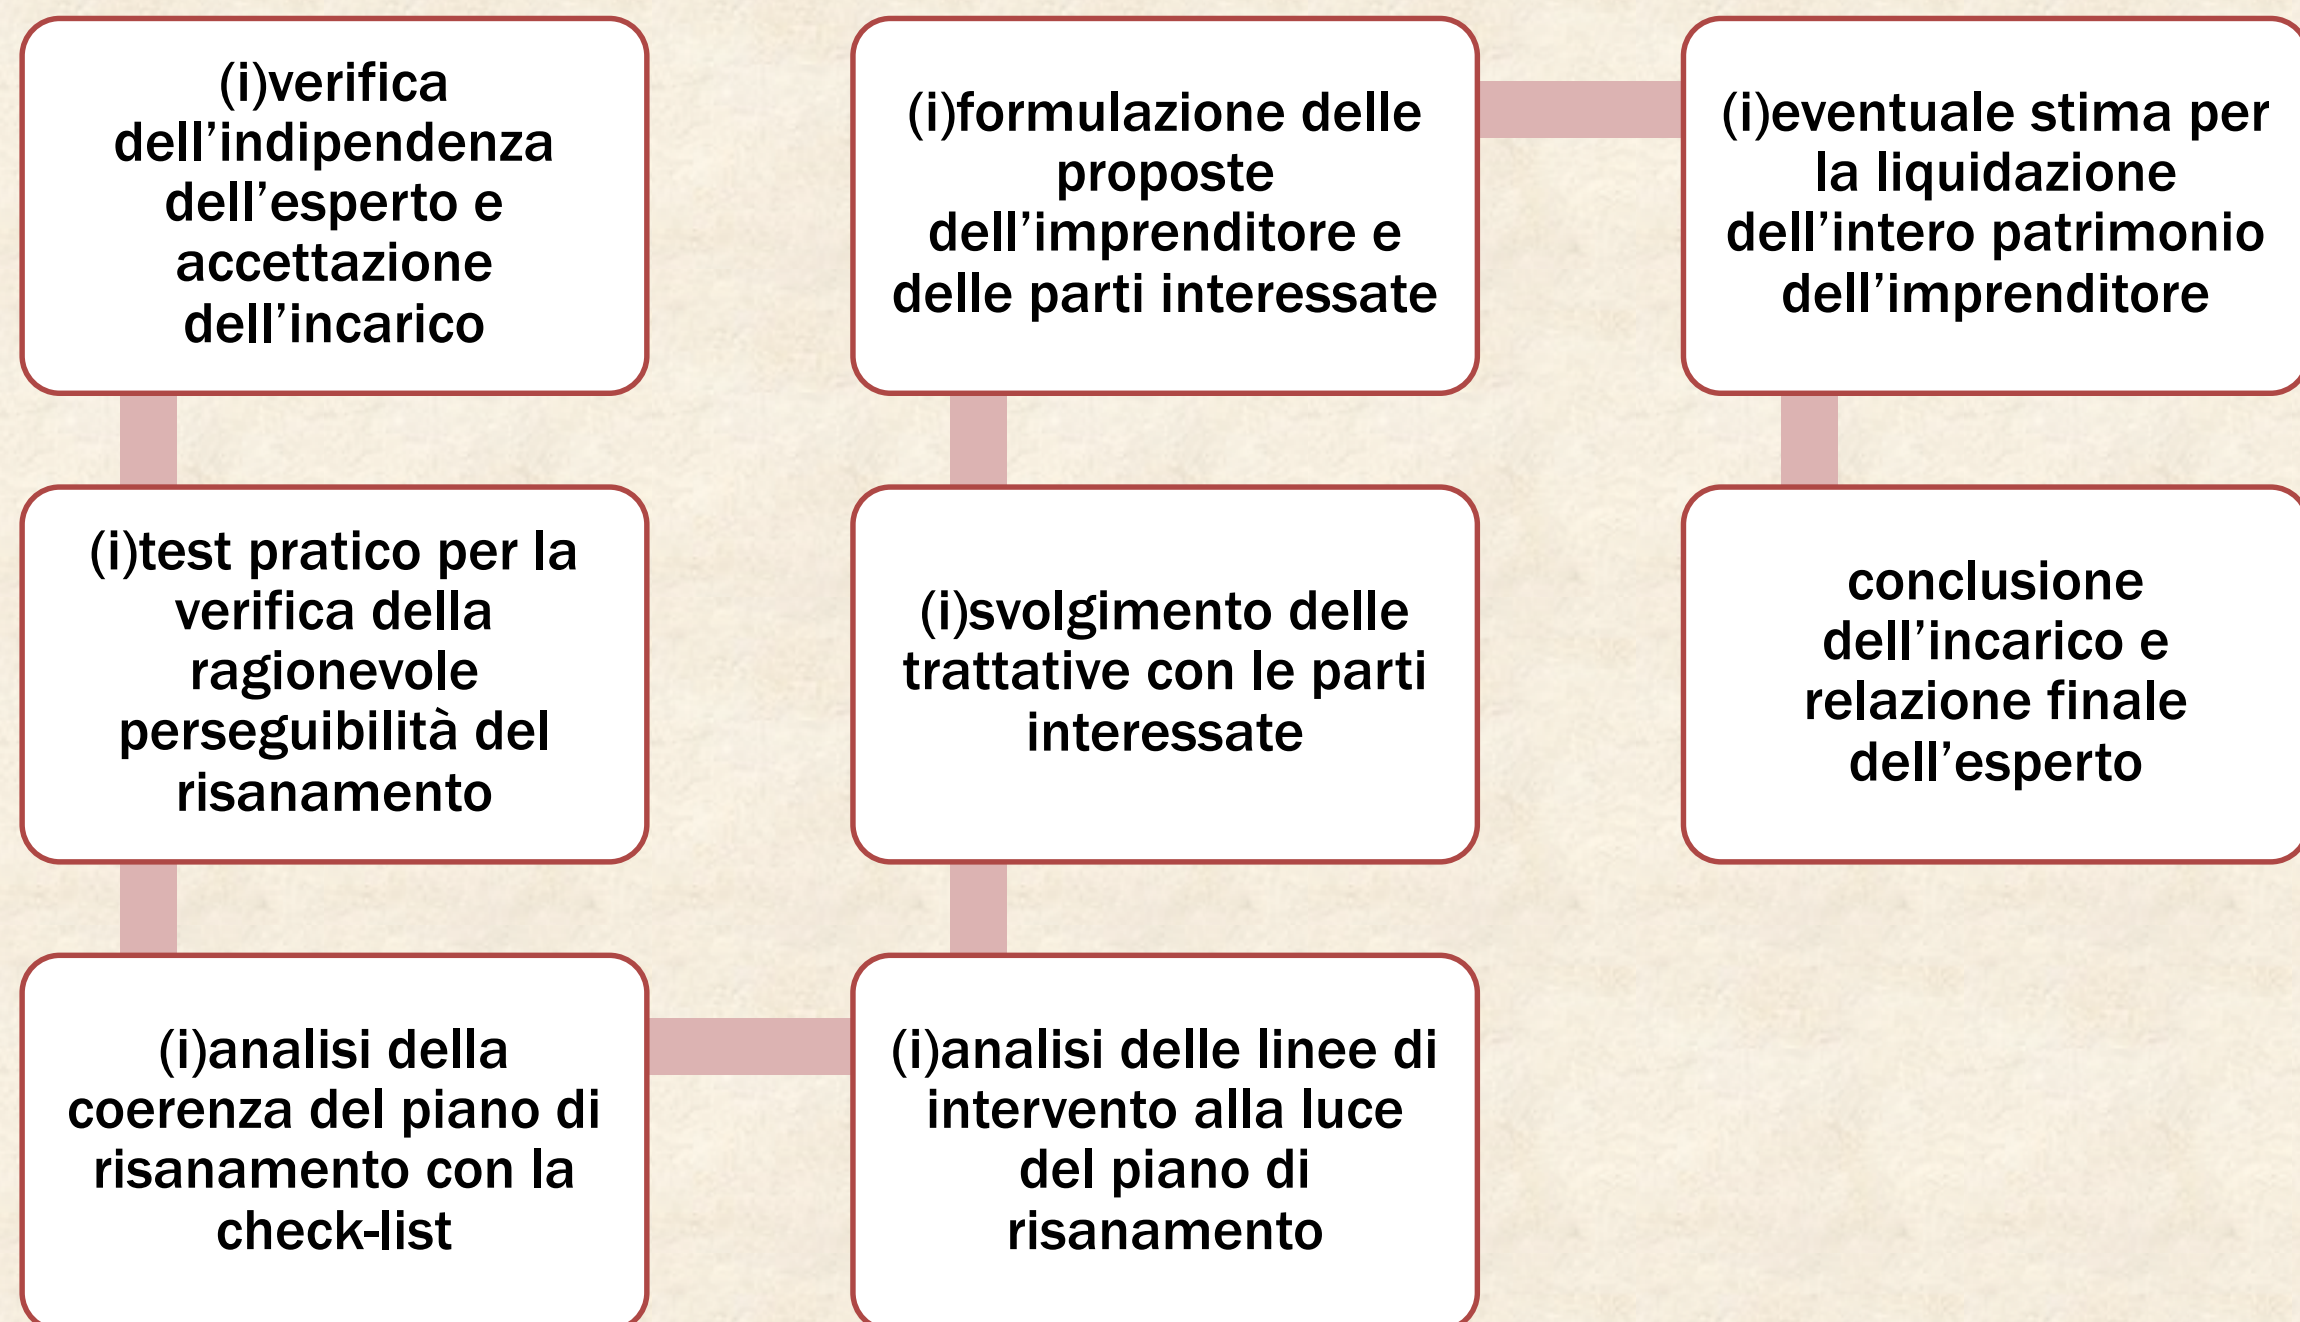 (i)verifica
dell’indipendenza
dell’esperto e
accettazione
dell’incarico
(i)test pratico per la
verifica della
ragionevole
perseguibilità del
risanamento
(i)analisi della
coerenza del piano di
risanamento con la
check-list
(i)analisi delle linee di
intervento alla luce
del piano di
risanamento
(i)svolgimento delle
trattative con le parti
interessate
(i)formulazione delle
proposte
dell’imprenditore e
delle parti interessate
(i)eventuale stima per
la liquidazione
dell’intero patrimonio
dell’imprenditore
conclusione
dell’incarico e
relazione finale
dell’esperto